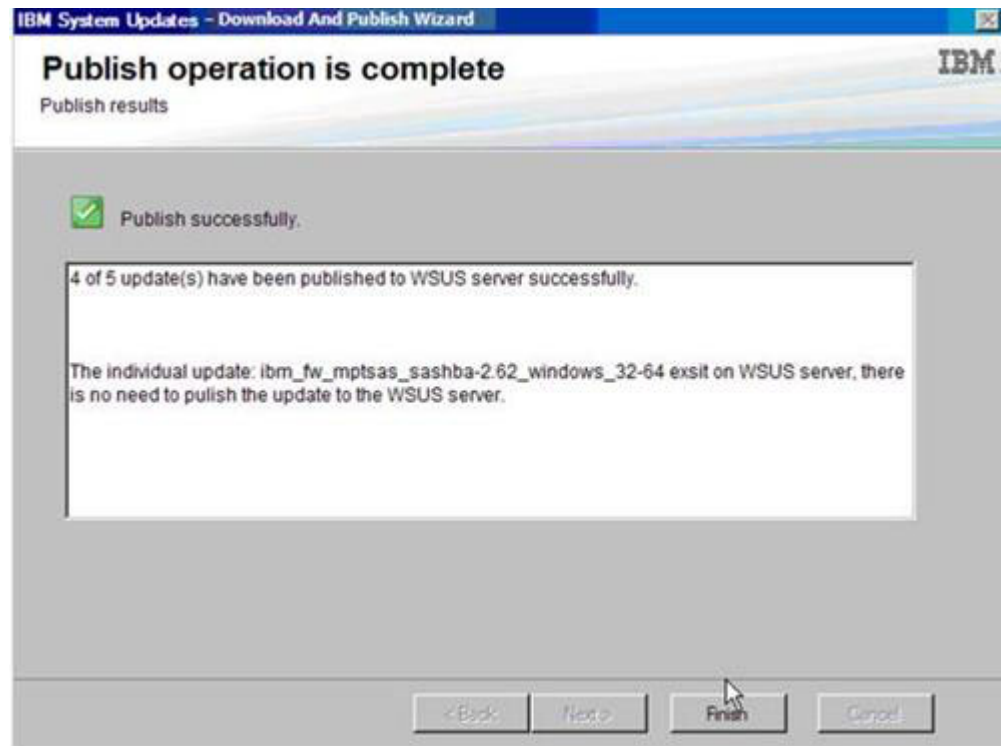 IBM System Updates - Download And Publish Wizard
Publish operation is complete
IBM
Publish results
Publish successfully.
4 of 5 update(s) have been published to WSUS server successfully.
The individual update: ibm_fw_mptsas_sashba-2.62_windows_32-64 exsit on WSUS server, there
is no need to pulish the update to the WSUS server.
< Back
Next >
Finish
Cancel